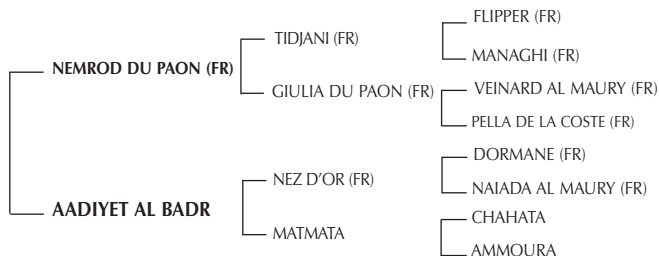 FLIPPER (FR)
TIDJANI (FR)
MANAGHI (FR)
NEMROD DU PAON (FR)
GIULIA DU PAON (FR)
VEINARD AL MAURY (FR)
PELLA DE LA COSTE (FR)
DORMANE (FR)
NEZ D'OR (FR)
NAIADA AL MAURY (FR)
AADIYET AL BADR
CHAHATA
MATMATA
AMMOURA